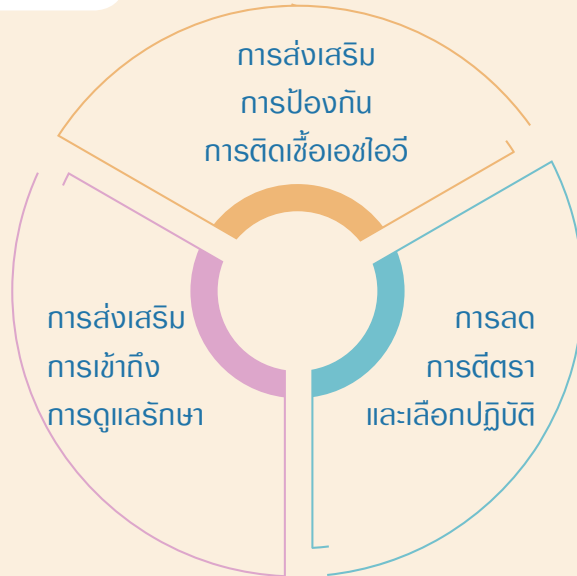 การส่งเสริม
การป้องกัน
การติดเชื้อเอชไอวี
การส่งเสริม
การเข้าถึง
การดูแลรักษา
การลด
การตีตรา
และเลือกปฏิบัติ